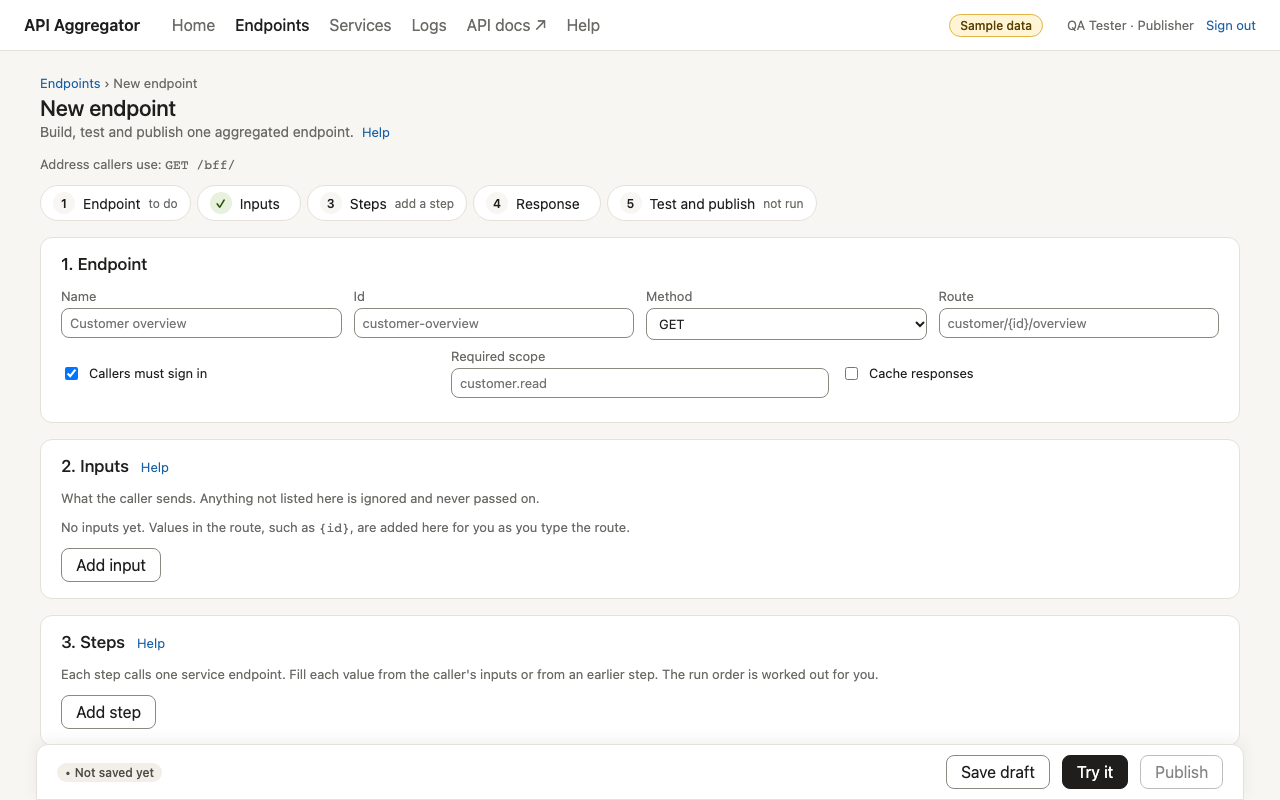 API Aggregator Home Endpoints Services Logs API docs ↗ Help Sample data QA Tester · Publisher Sign out
Endpoints › New endpoint
New endpoint
Build, test and publish one aggregated endpoint. Help
Address callers use: GET /bff/
1 Endpoint to do ✓ Inputs 3 Steps add a step 4 Response 5 Test and publish not run
1. Endpoint
Name Id Method Route
Customer overview customer-overview GET customer/{id}/overview
Required scope
Callers must sign in customer.read Cache responses
2. Inputs Help
What the caller sends. Anything not listed here is ignored and never passed on.
No inputs yet. Values in the route, such as {id}, are added here for you as you type the route.
Add input
3. Steps Help
Each step calls one service endpoint. Fill each value from the caller's inputs or from an earlier step. The run order is worked out for you.
Add step
• Not saved yet Save draft Try it Publish